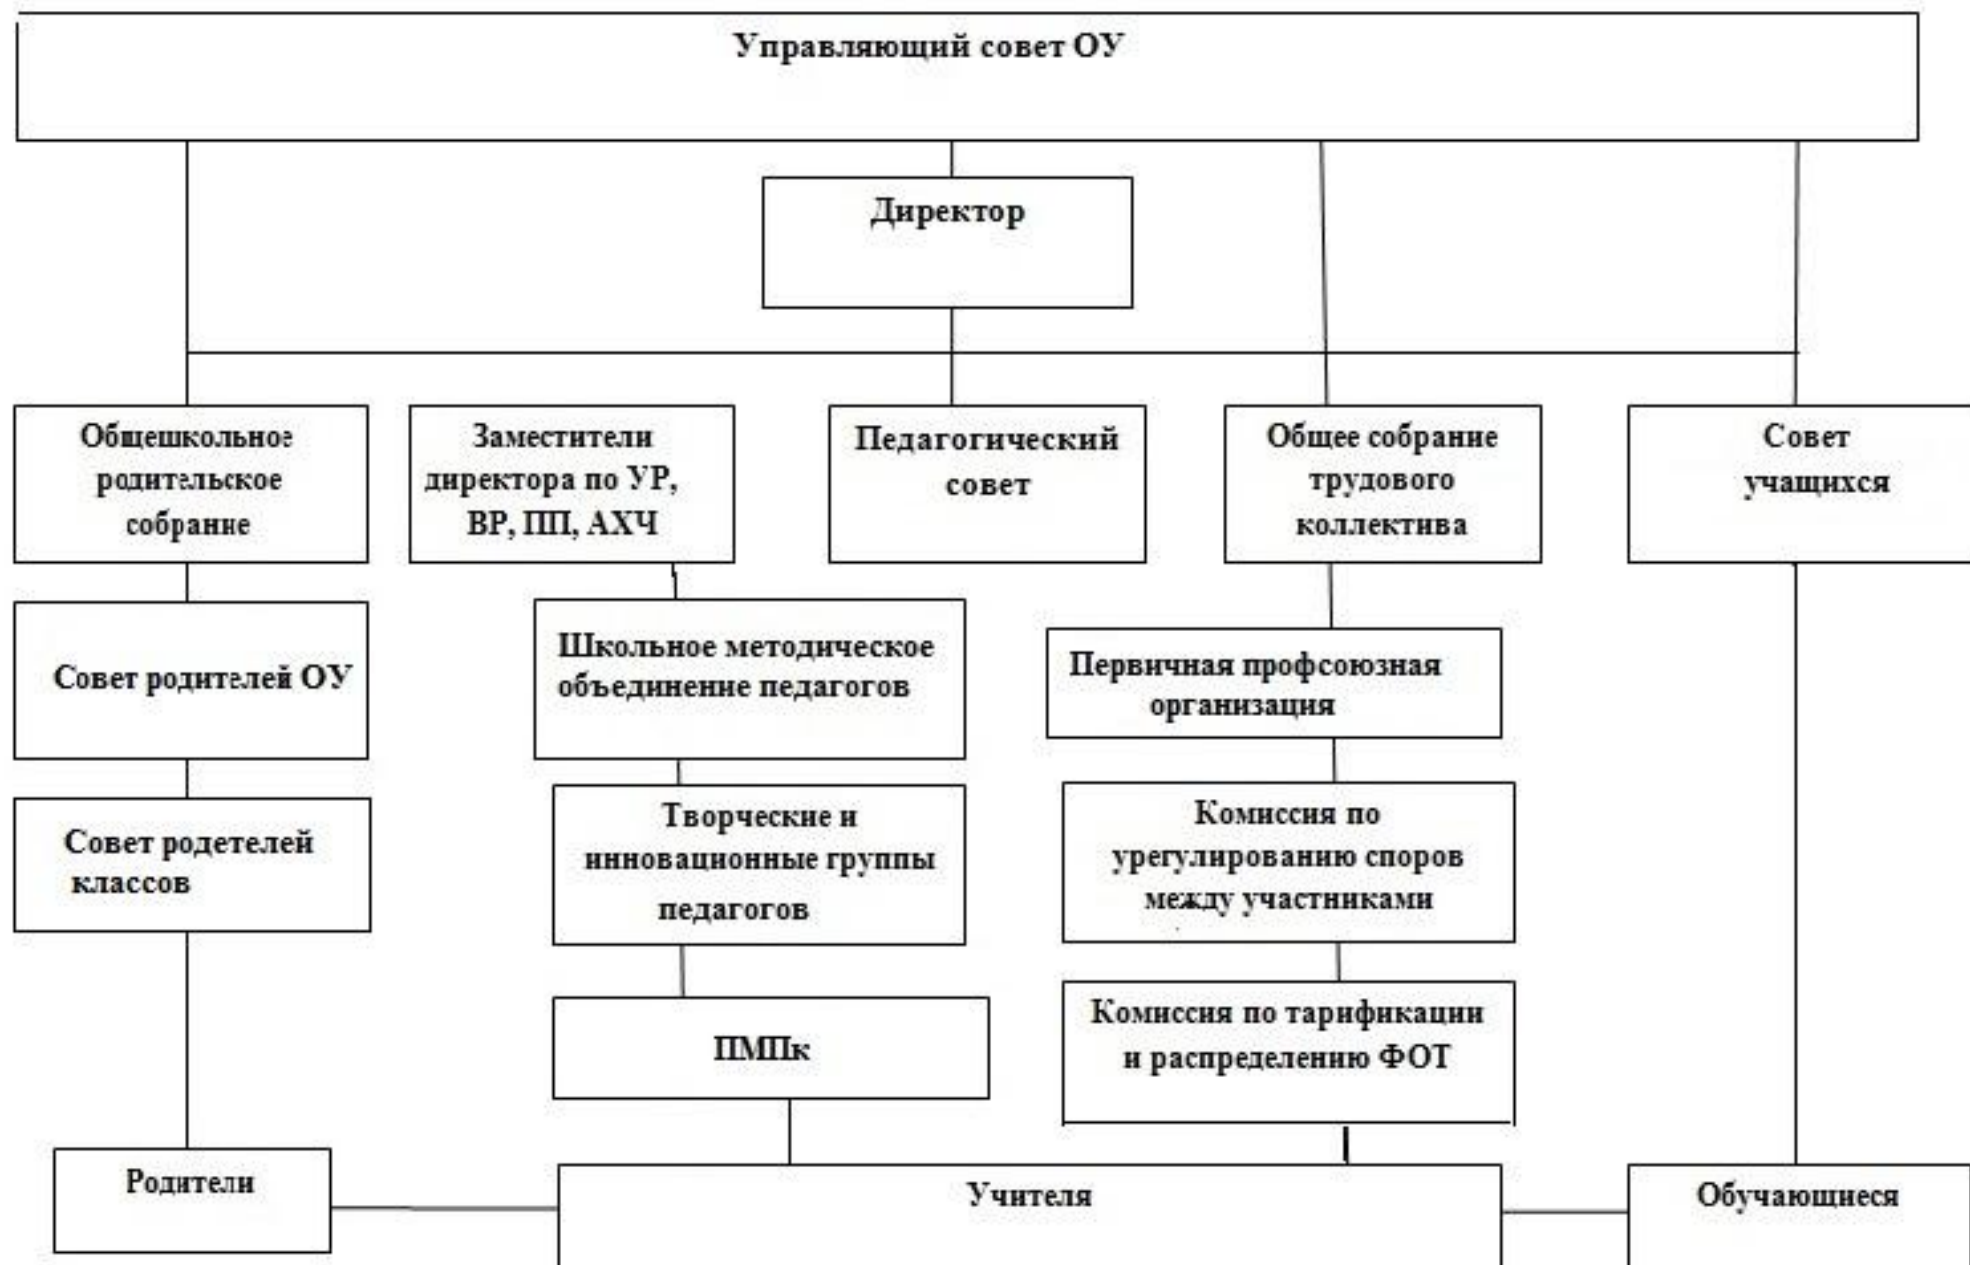 Управляющий совет ОУ
Директор
Общешкольное
родительское
собрание
Заместители
директора по УР,
ВР, ПП, АХЧ
Педагогический
совет
Общее собрание
трудового
коллектива
Совет
учащихся
Совет родителей ОУ
Школьное методическое
объединение педагогов
Первичная профсоюзная
организация
Совет родетелей
классов
Творческие и
инновационные группы
педагогов
Комиссия по
урегулированию споров
между участниками
ПМПк
Комиссия по тарификации
и распределению ФОТ
Родители
Учителя
Обучающиеся